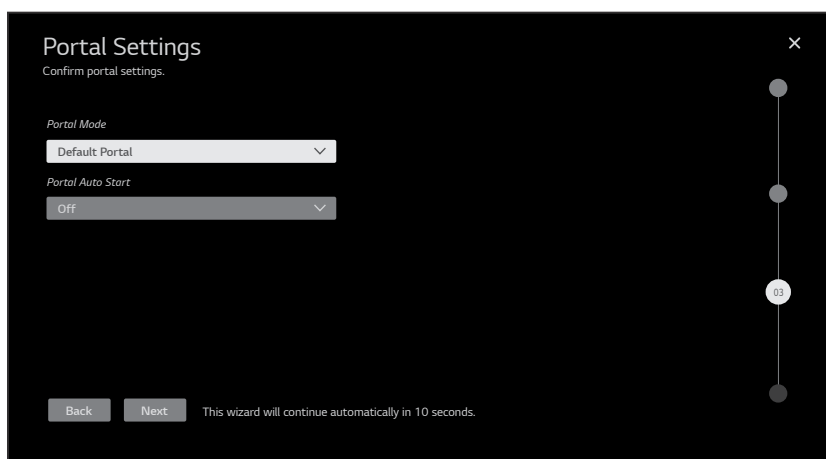 Portal Settings
Confirm portal settings.
Portal Mode
Default Portal
Portal Auto Start
Off
03
Back Next This wizard will continue automatically in 10 seconds.